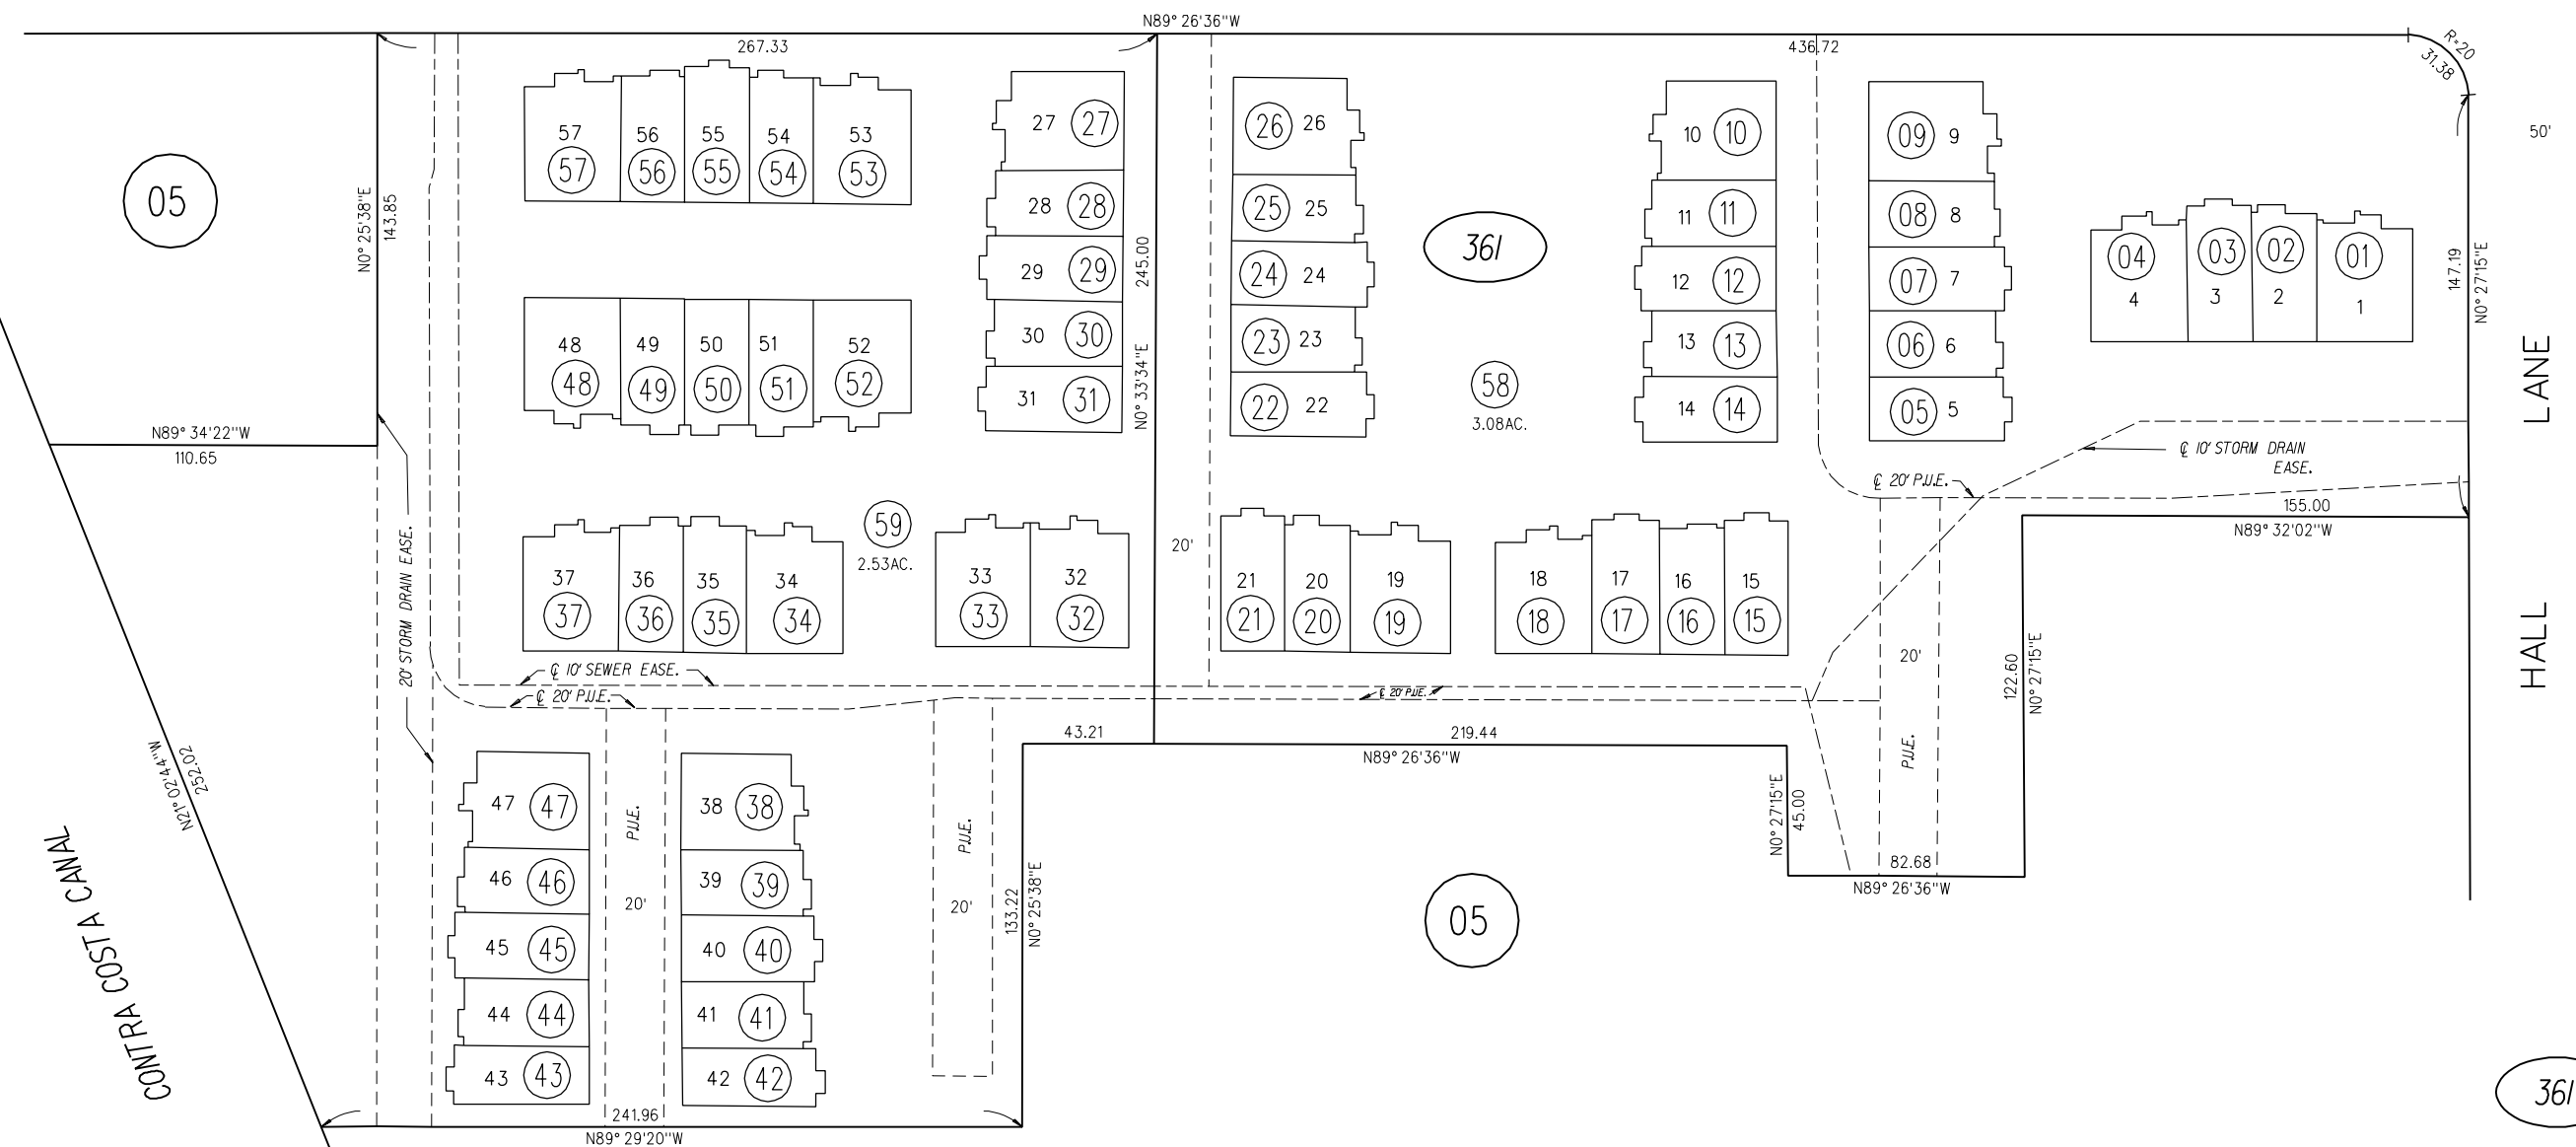 N89° 26'36"W
267.33
436.72
R=20
31.38
50'
05
N0° 25'38"E
143.85
57 56 55 54 53
57 56 55 54 53
27 27
28 28
29 29
30 30
31 31
245.00
N0° 33'34"E
26 26
25 25
24 24
23 23
22 22
361
58
3.08AC.
10 10
11 11
12 12
13 13
14 14
09 9
08 8
07 7
06 6
05 5
04 03 02 01
4 3 2 1
147.19
N0° 27'15"E
LANE
HALL
48 49 50 51 52
48 49 50 51 52
N89° 34'22"W
110.65
℄ 10' STORM DRAIN
EASE.
℄ 20' P.U.E.
155.00
N89° 32'02"W
20' STORM DRAIN EASE.
59
2.53AC.
37 36 35 34
37 36 35 34
33 32
33 32
20'
21 20 19
21 20 19
18 17 16 15
18 17 16 15
20'
P.U.E.
122.60
N0° 27'15"E
℄ 10' SEWER EASE.
℄ 20' P.U.E.
℄ 20' P.U.E.
43.21
219.44
N89° 26'36"W
N0° 27'15"E
45.00
82.68
N89° 26'36"W
N21° 02'44"W
252.02
CONTRA COSTA CANAL
47 47
46 46
45 45
44 44
43 43
P.U.E.
20'
38 38
39 39
40 40
41 41
42 42
P.U.E.
20'
133.22
N0° 25'38"E
05
241.96
N89° 29'20"W
361